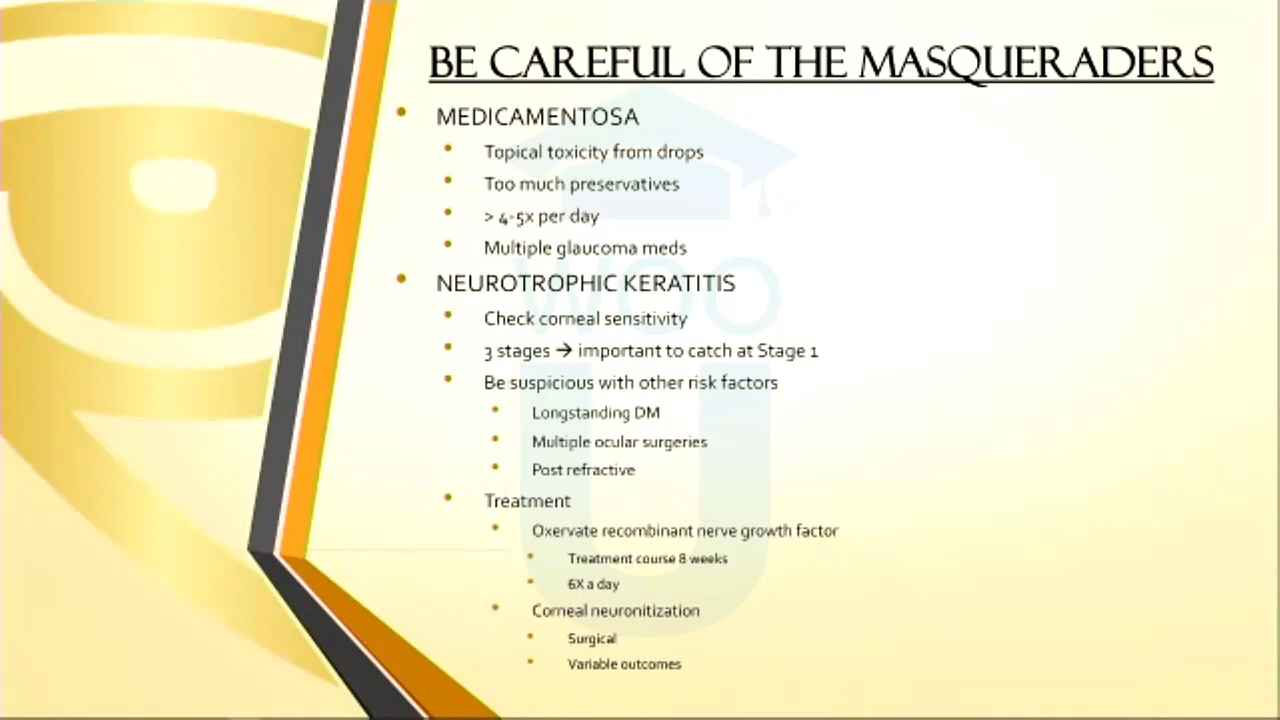 BE CAREFUL OF THE MASQUERADERS
MEDICAMENTOSA
Topical toxicity from drops
Too much preservatives
> 4-5x per day
Multiple glaucoma meds
NEUROTROPHIC KERATITIS
Check corneal sensitivity
3 stages → important to catch at Stage 1
Be suspicious with other risk factors
Longstanding DM
Multiple ocular surgeries
Post refractive
Treatment
Oxervate recombinant nerve growth factor
Treatment course 8 weeks
6X a day
Corneal neuronitization
Surgical
Variable outcomes
WOO
U